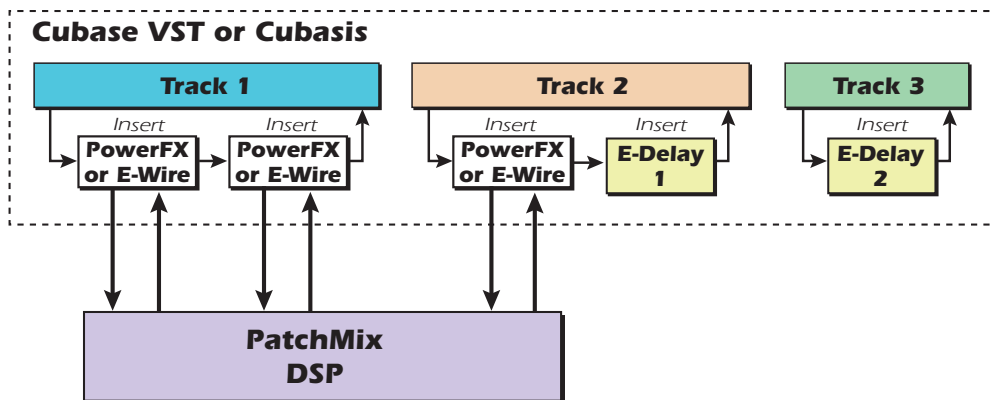 Cubase VST or Cubasis
Track 1
Track 2
Track 3
Insert
Insert
Insert
Insert
Insert
PowerFX
or E-Wire
PowerFX
or E-Wire
PowerFX
or E-Wire
E-Delay
1
E-Delay
2
PatchMix
DSP